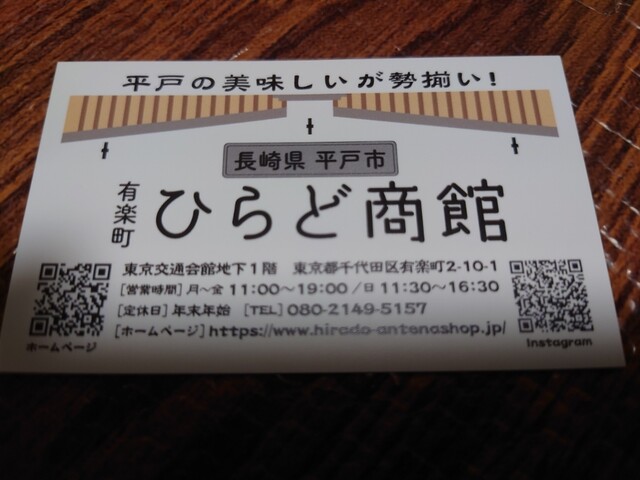 平戸の美味しいが勢揃い!
長崎県 平戸市
有楽町
ひらど商館
東京交通会館地下1階 東京都千代田区有楽町2-10-1
[営業時間] 月~金 11:00~19:00/日 11:30~16:30
[定休日] 年末年始 [TEL] 080-2149-5157
[ホームページ] https://www.hirado-antenashop.jp/
ホームページ
Instagram